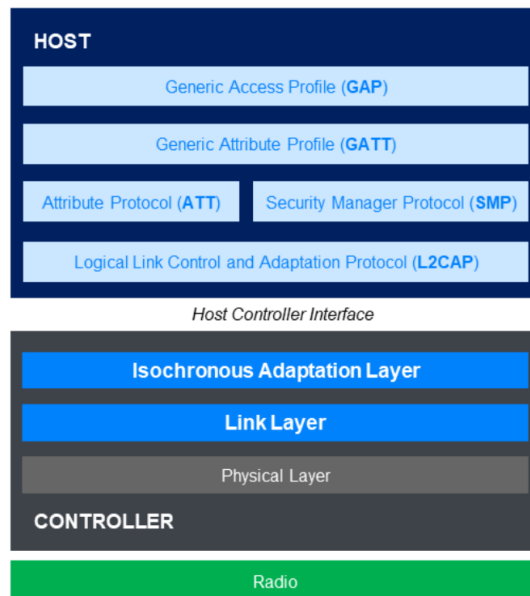 HOST
Generic Access Profile (GAP)
Generic Attribute Profile (GATT)
Attribute Protocol (ATT)
Security Manager Protocol (SMP)
Logical Link Control and Adaptation Protocol (L2CAP)
Host Controller Interface
Isochronous Adaptation Layer
Link Layer
Physical Layer
CONTROLLER
Radio